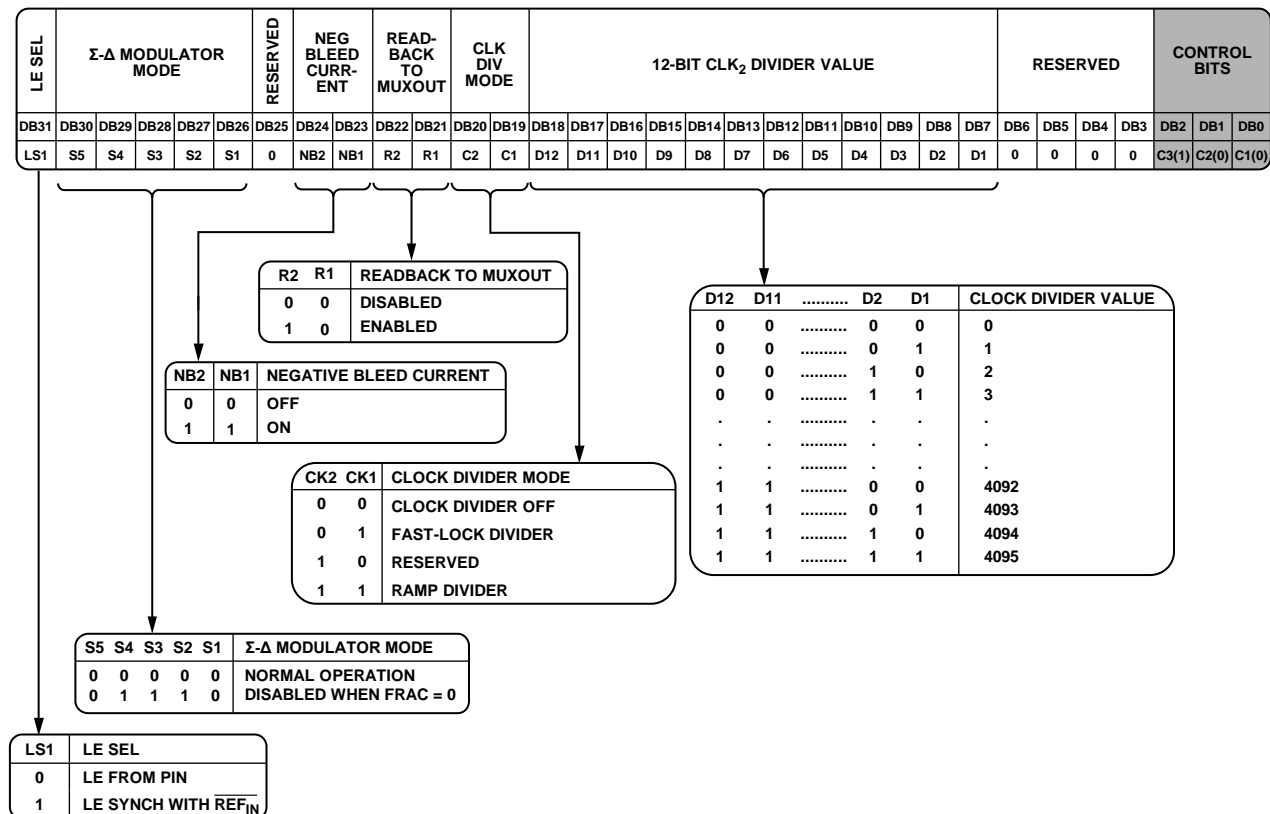 LE SEL
Σ-Δ MODULATOR
MODE
RESERVED
NEG
BLEED
CURR-
ENT
READ-
BACK
TO
MUXOUT
CLK
DIV
MODE
12-BIT CLK2 DIVIDER VALUE
RESERVED
CONTROL
BITS
DB31 DB30 DB29 DB28 DB27 DB26 DB25 DB24 DB23 DB22 DB21 DB20 DB19 DB18 DB17 DB16 DB15 DB14 DB13 DB12 DB11 DB10 DB9 DB8 DB7 DB6 DB5 DB4 DB3 DB2 DB1 DB0
LS1 S5 S4 S3 S2 S1 0 NB2 NB1 R2 R1 C2 C1 D12 D11 D10 D9 D8 D7 D6 D5 D4 D3 D2 D1 0 0 0 0 C3(1) C2(0) C1(0)
R2 R1 READBACK TO MUXOUT
0 0 DISABLED
1 0 ENABLED
NB2 NB1 NEGATIVE BLEED CURRENT
0 0 OFF
1 1 ON
CK2 CK1 CLOCK DIVIDER MODE
0 0 CLOCK DIVIDER OFF
0 1 FAST-LOCK DIVIDER
1 0 RESERVED
1 1 RAMP DIVIDER
D12 D11 .......... D2 D1 CLOCK DIVIDER VALUE
0 0 .......... 0 0 0
0 0 .......... 0 1 1
0 0 .......... 1 0 2
0 0 .......... 1 1 3
. . .......... . . .
. . .......... . . .
. . .......... . . .
1 1 .......... 0 0 4092
1 1 .......... 0 1 4093
1 1 .......... 1 0 4094
1 1 .......... 1 1 4095
S5 S4 S3 S2 S1 Σ-Δ MODULATOR MODE
0 0 0 0 0 NORMAL OPERATION
0 1 1 1 0 DISABLED WHEN FRAC = 0
LS1 LE SEL
0 LE FROM PIN
1 LE SYNCH WITH REFIN